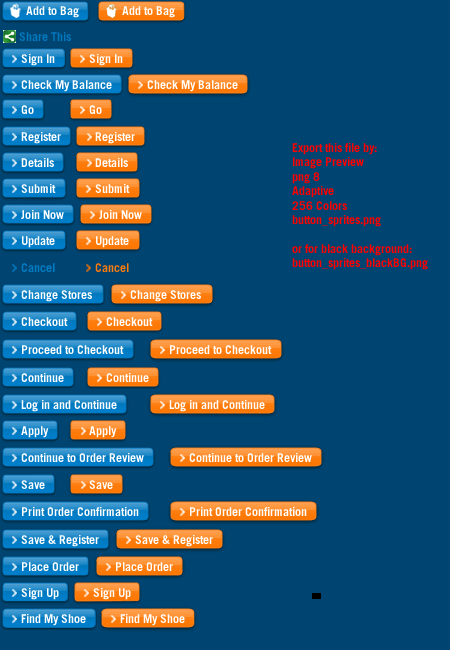 Add to Bag Add to Bag
Share This
Sign In Sign In
Check My Balance Check My Balance
Go Go
Register Register
Details Details
Submit Submit
Join Now Join Now
Update Update
Cancel Cancel
Change Stores Change Stores
Checkout Checkout
Proceed to Checkout Proceed to Checkout
Continue Continue
Log in and Continue Log in and Continue
Apply Apply
Continue to Order Review Continue to Order Review
Save Save
Print Order Confirmation Print Order Confirmation
Save & Register Save & Register
Place Order Place Order
Sign Up Sign Up
Find My Shoe Find My Shoe
Export this file by:
Image Preview
png 8
Adaptive
256 Colors
button_sprites.png
or for black background:
button_sprites_blackBG.png